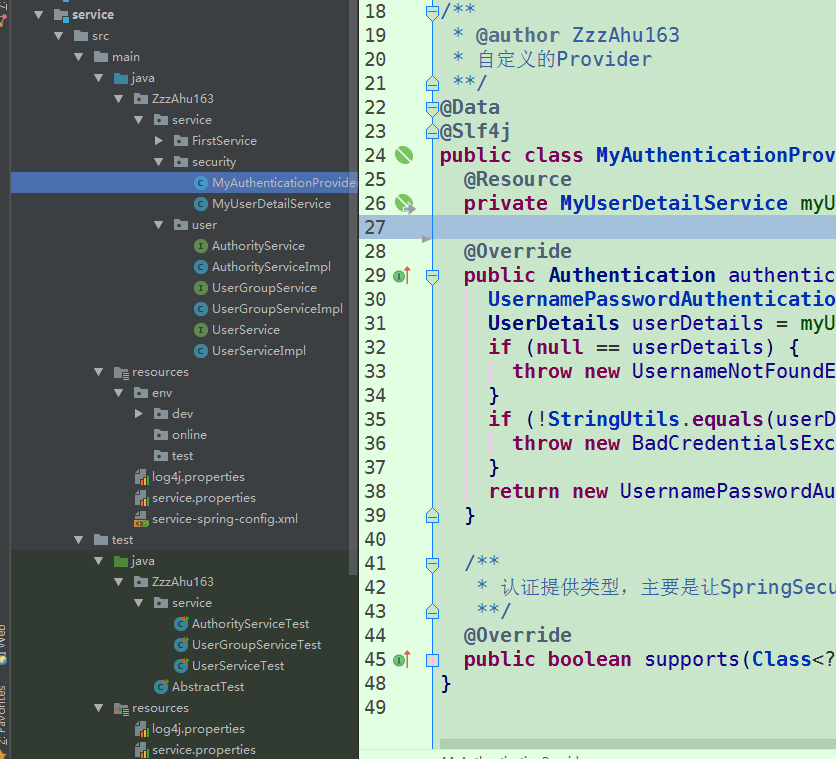 service
src
main
java
ZzzAhu163
service
FirstService
security
MyAuthenticationProvide
MyUserDetailService
user
AuthorityService
AuthorityServiceImpl
UserGroupService
UserGroupServiceImpl
UserService
UserServiceImpl
resources
env
dev
online
test
log4j.properties
service.properties
service-spring-config.xml
test
java
ZzzAhu163
service
AuthorityServiceTest
UserGroupServiceTest
UserServiceTest
AbstractTest
resources
log4j.properties
service.properties
Web
2: Favorites
18 /**
19 * @author ZzzAhu163
20 * 自定义的Provider
21 **/
22 @Data
23 @Slf4j
24 public class MyAuthenticationProv
25 @Resource
26 private MyUserDetailService myU
27
28 @Override
29 public Authentication authentic
30 UsernamePasswordAuthenticatio
31 UserDetails userDetails = myU
32 if (null == userDetails) {
33 throw new UsernameNotFoundE
34 }
35 if (!StringUtils.equals(userD
36 throw new BadCredentialsExc
37 }
38 return new UsernamePasswordAu
39 }
40
41 /**
42 * 认证提供类型，主要是让SpringSecu
43 **/
44 @Override
45 public boolean supports(Class<?
48 }
49